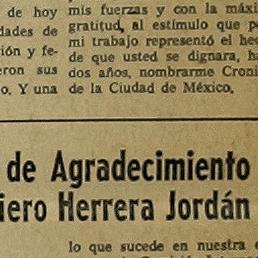 de hoy
dades de
ión y fe-
eron sus
o. Y una
mis fuerzas y con la máxi
gratitud, al estímulo que pa
mi trabajo representó el hec
de que usted se dignara, ha
dos años, nombrarme Croni
de la Ciudad de México.
de Agradecimiento
iero Herrera Jordán
lo que sucede en nuestra